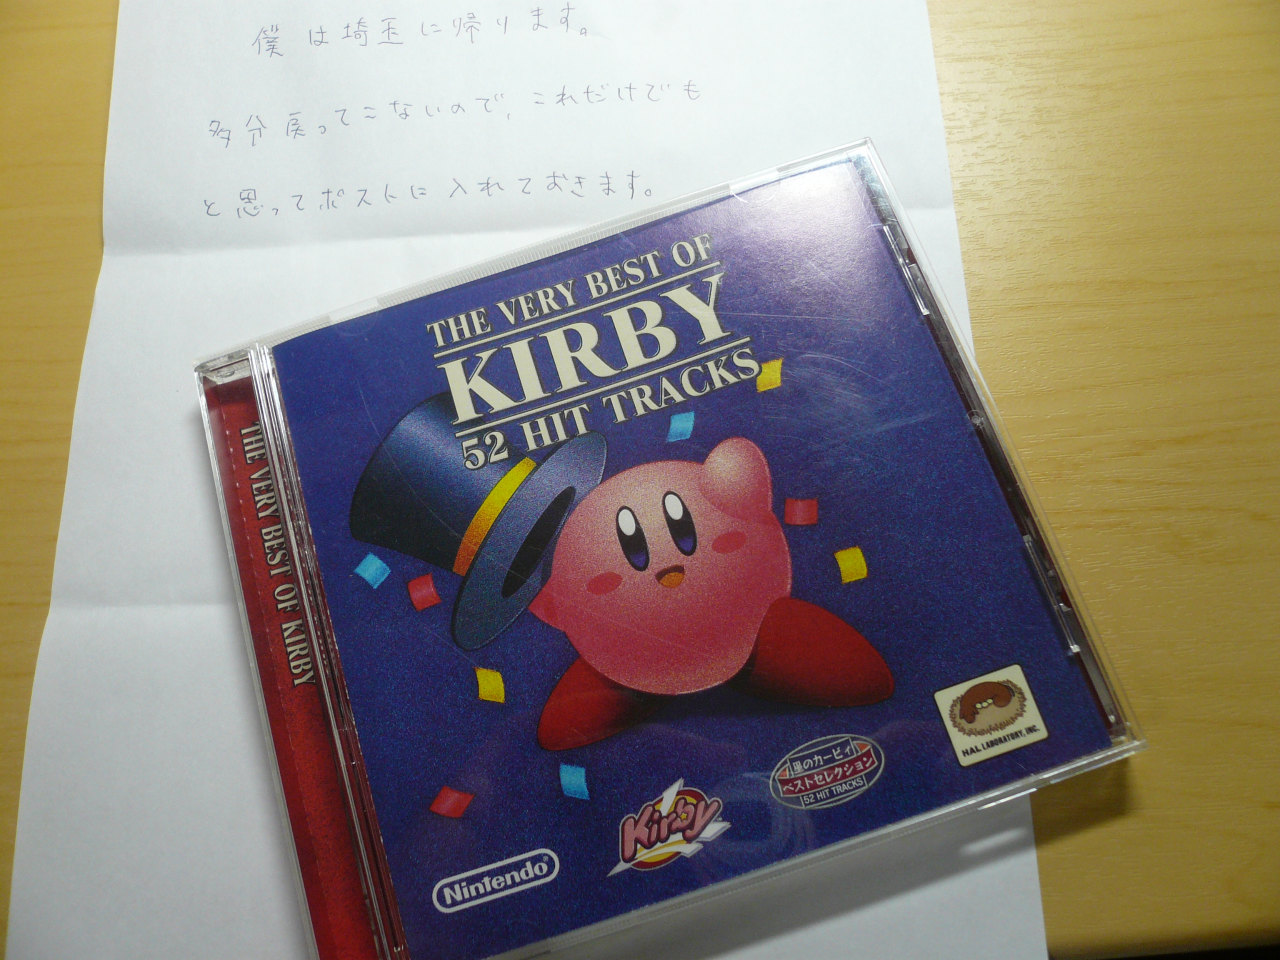 僕は埼玉に帰ります。
多分戻ってこないので、これだけでも
と思ってポストに入れておきます。
THE VERY BEST OF
KIRBY
52 HIT TRACKS
THE VERY BEST OF KIRBY
HAL LABORATORY, INC.
星のカービィ
ベストセレクション
52 HIT TRACKS
Kirby
Nintendo®